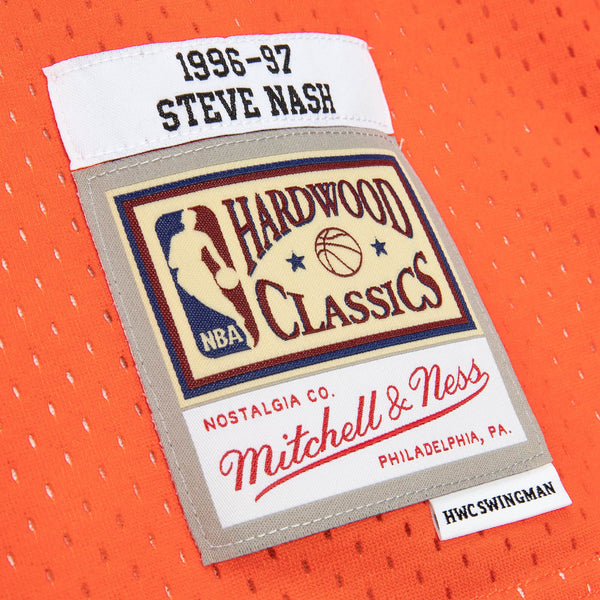 1996-97
STEVE NASH
HARDWOOD
CLASSICS
NBA
NOSTALGIA CO.
Mitchell & Ness
PHILADELPHIA, PA.
HWC SWINGMAN